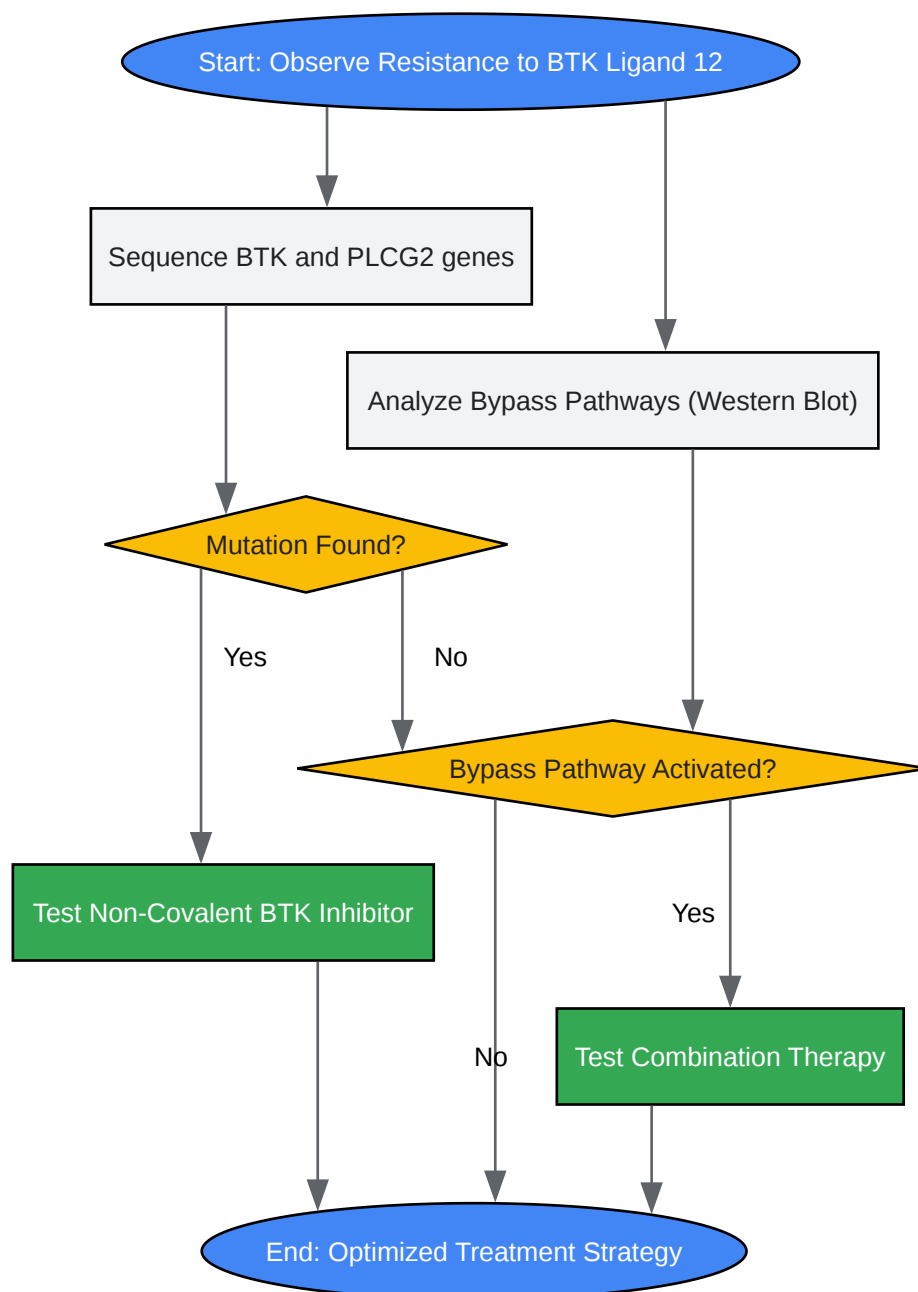 Start: Observe Resistance to BTK Ligand 12
Sequence BTK and PLCG2 genes
Analyze Bypass Pathways (Western Blot)
Mutation Found?
Yes
No
Bypass Pathway Activated?
Test Non-Covalent BTK Inhibitor
Yes
No
Test Combination Therapy
End: Optimized Treatment Strategy